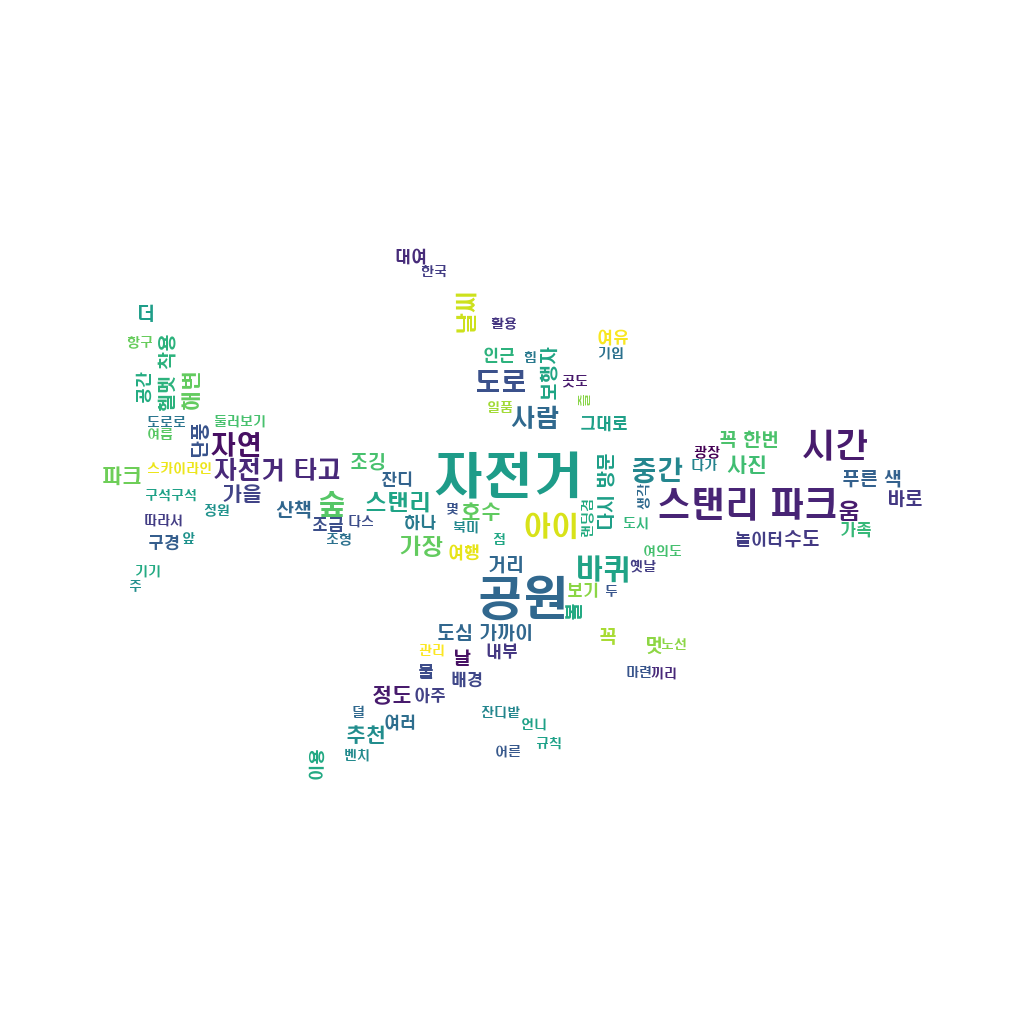 대여
한국
날씨
활용
더
여유
항구
착용
인근
힘
보행자
기입
도로
곳도
공간
헬멧
해변
일품
즐
사람
그대로
도로로
둘러보기
여름
단풍
자연
꼭 한번
시간
광장
스카이라인
자전거 타고
조깅
자전거
다시 방문
중간
다가
사진
파크
잔디
푸른 색
구석구석
가을
숲
스탠리
생각
스탠리 파크
바로
정원
산책
몇
호수
랜딩경
움
따라서
조금
다스
하나
북미
아이
도시
가족
구경
앞
조형
가장
여행
점
여의도
놀이터수도
기기
거리
바퀴
옛날
주
공원
보기
두
몰
도심 가까이
꼭
관리
날
내부
멋
노선
물
배경
마련
끼리
정도
아주
덜
여러
잔디밭
추천
언니
벤치
규칙
이용
어른